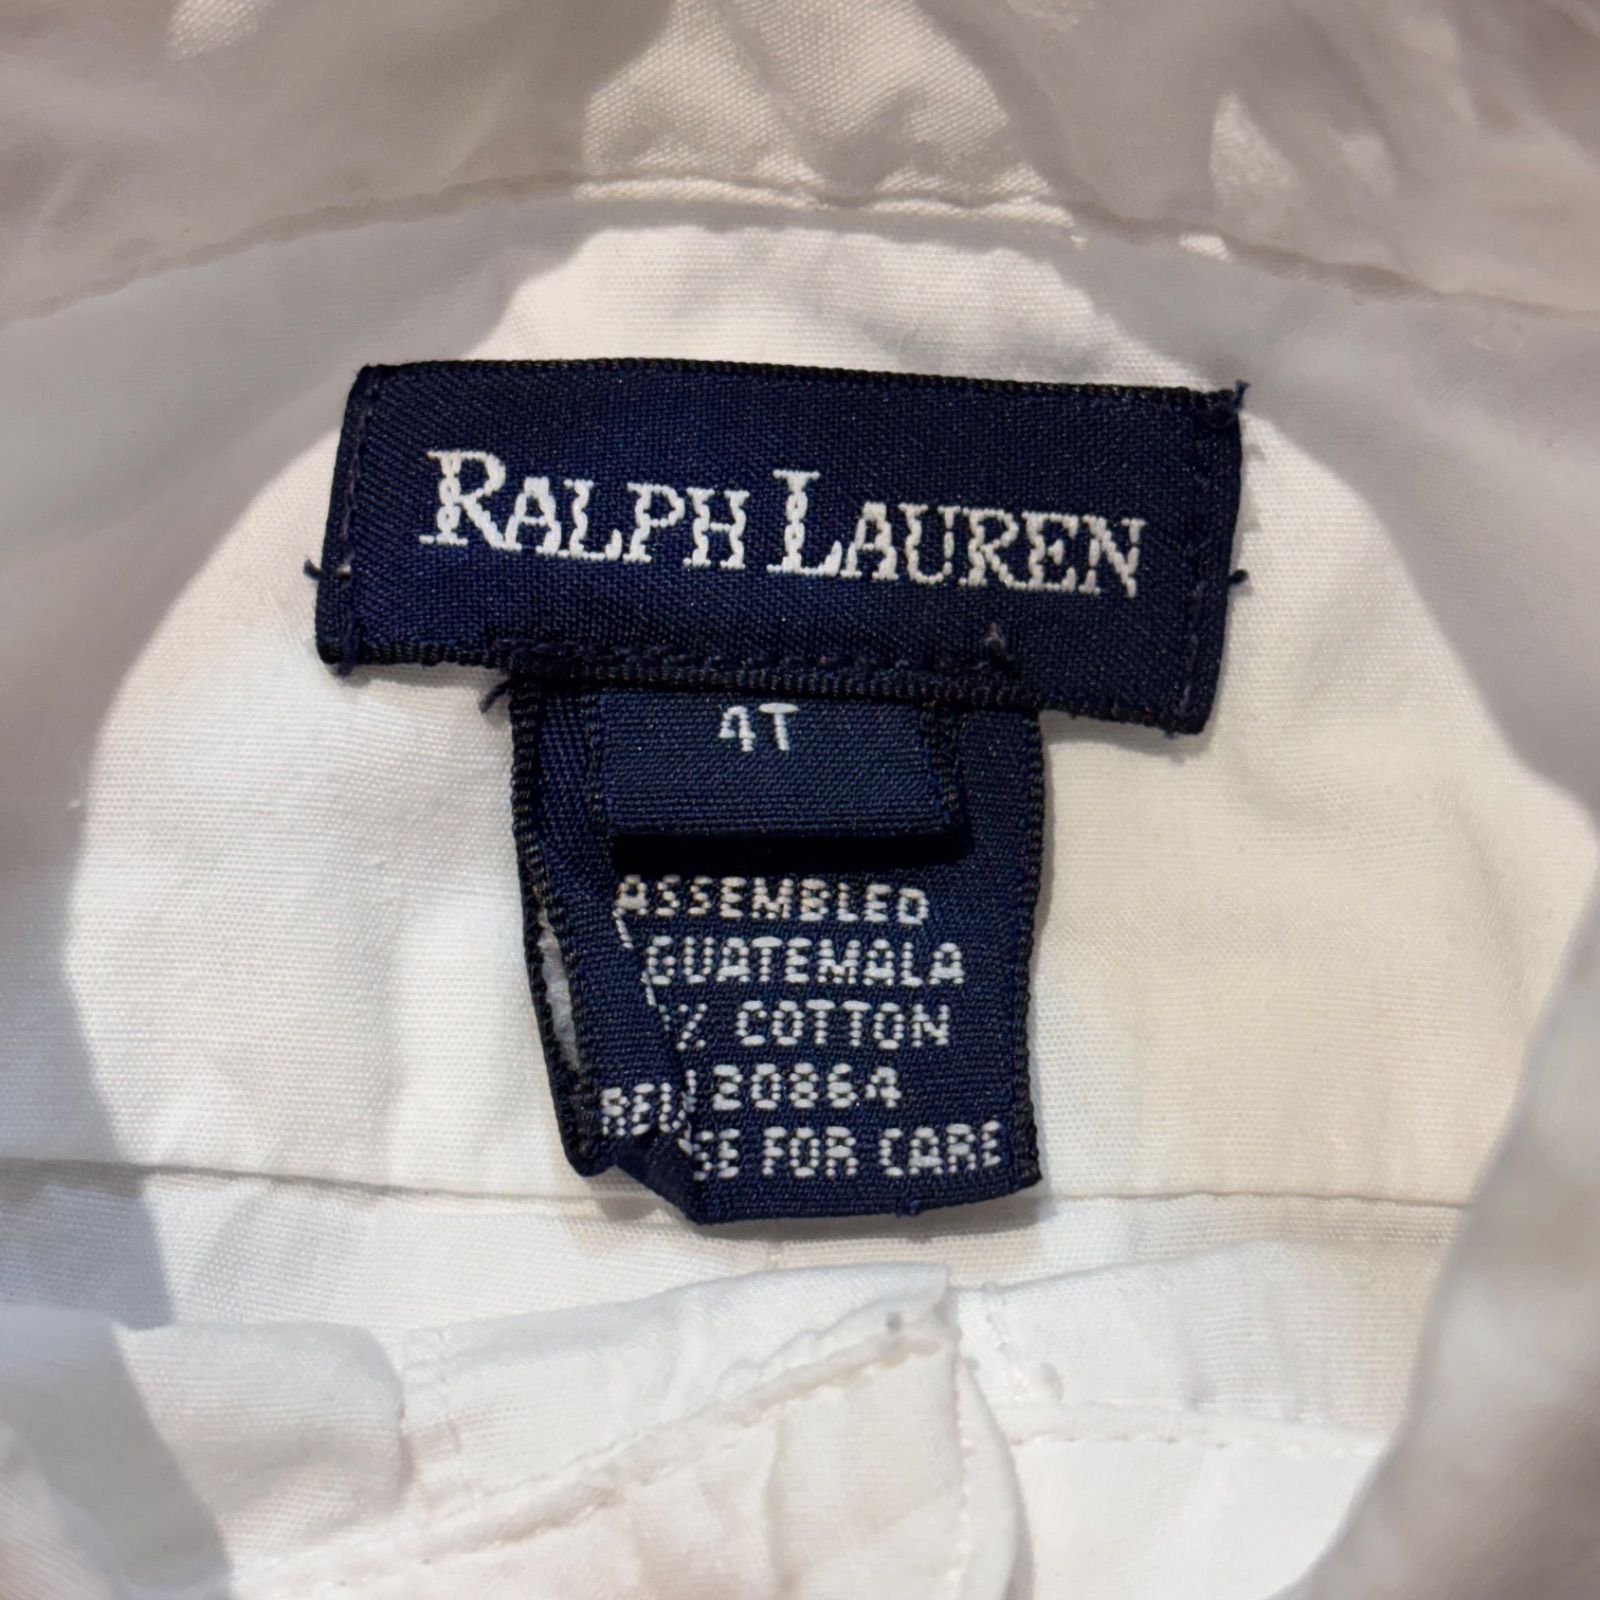 RALPH LAUREN
4T
ASSEMBLED
GUATEMALA
% COTTON
20864
FOR CARE